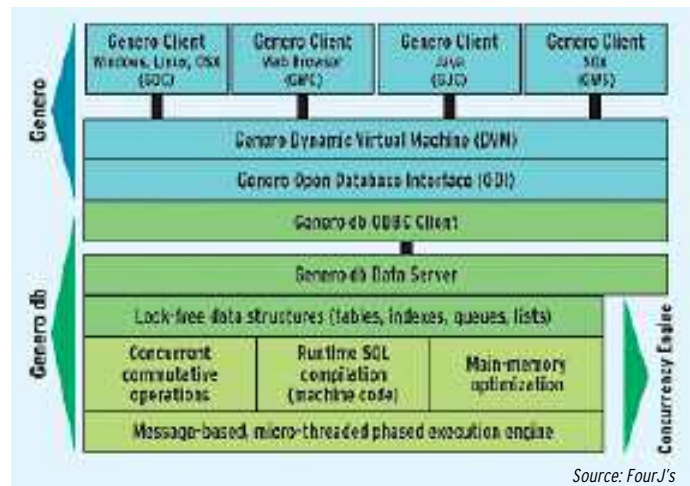 Genero Client
Windows, Linux, OSX
(GDC)
Genero Client
Web Browser
(GWC)
Genero Client
Java
(GJC)
Genero Client
(GWS)
Genero
Genero Dynamic Virtual Machine (DVM)
Genero Open Database Interface (ODI)
Genero db ODBC Client
Genero db Data Server
Genero db
Lock-free data structures (tables, indexes, queues, lists)
Concurrent
commutative
operations
Runtime SQL
compilation
(machine code)
Main-memory
optimization
Message-based, micro-threaded phased execution engine
Concurrency Engine
Source: FourJ's